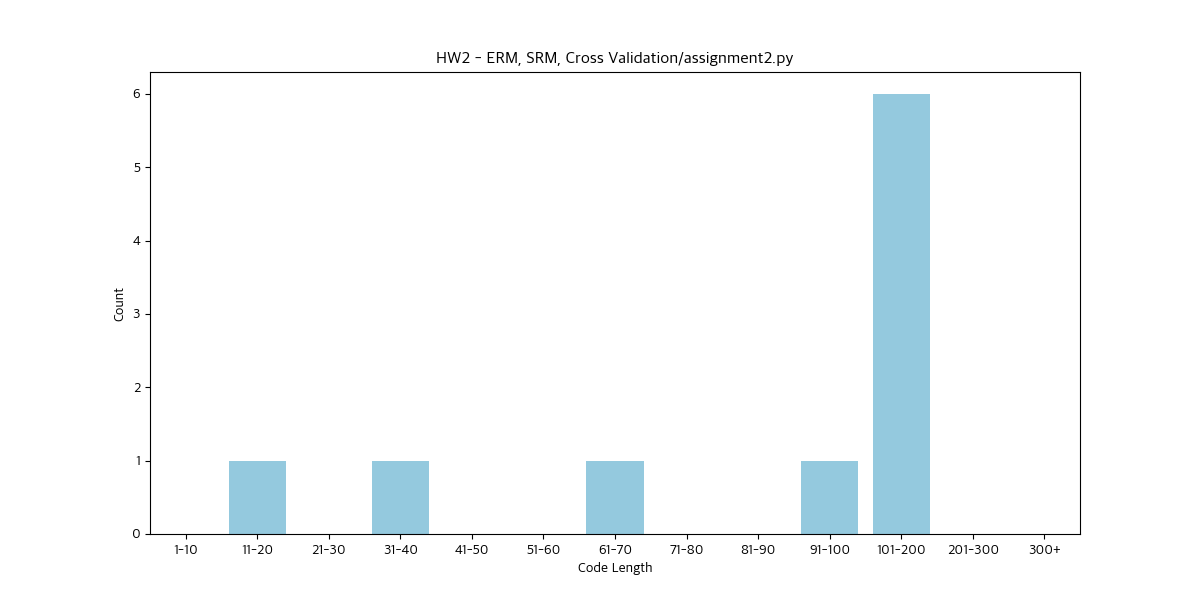 HW2 - ERM, SRM, Cross Validation/assignment2.py
6
5
4
3
2
1
0
Count
1-10 11-20 21-30 31-40 41-50 51-60 61-70 71-80 81-90 91-100 101-200 201-300 300+
Code Length